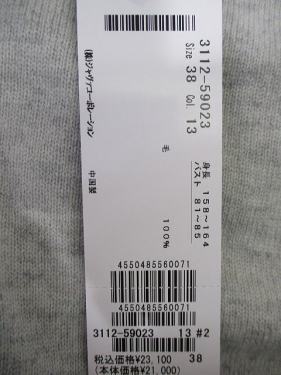 3112-59023
Size 38 Col. 13
身長 158~164
バスト 81~85
毛 100%
(株)ジャヴァコーポレーション
中国製
4550485560071
4550485560071
3112-59023 13 #2
税込価格¥23,100 38
(本体価格¥21,000)